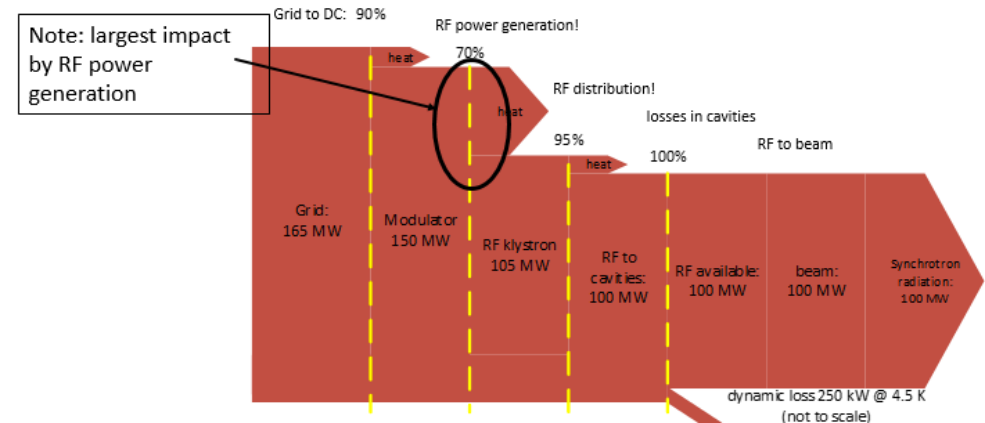 Grid to DC: 90%
Note: largest impact
by RF power
generation
RF power generation!
heat
70%
heat
RF distribution!
losses in cavities
95%
heat
100%
RF to beam
Grid:
165 MW
Modulator
150 MW
RF klystron
105 MW
RF to
cavities:
100 MW
RF available:
100 MW
beam:
100 MW
Synchrotron
radiation:
100 MW
dynamic loss 250 kW @ 4.5 K
(not to scale)